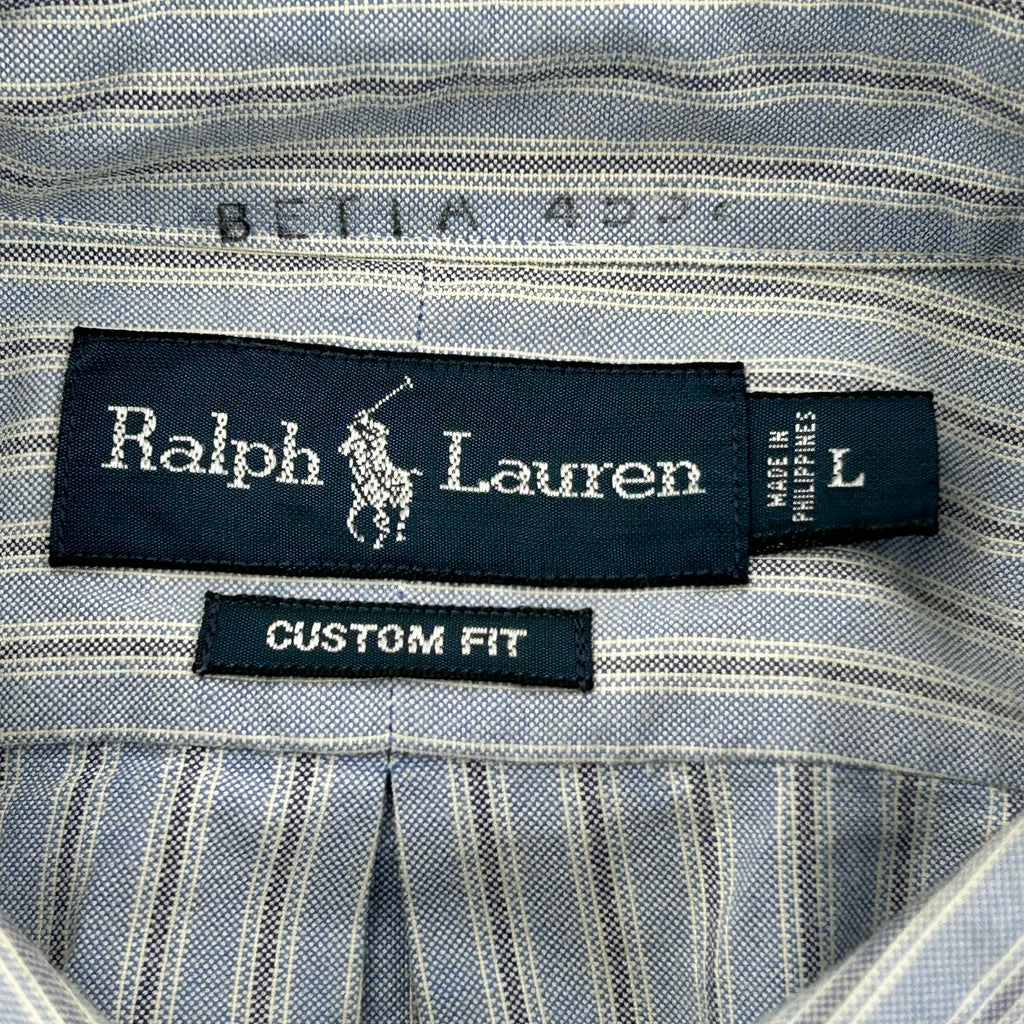 BETIA
Ralph Lauren
MADE IN
PHILIPPINES
L
CUSTOM FIT